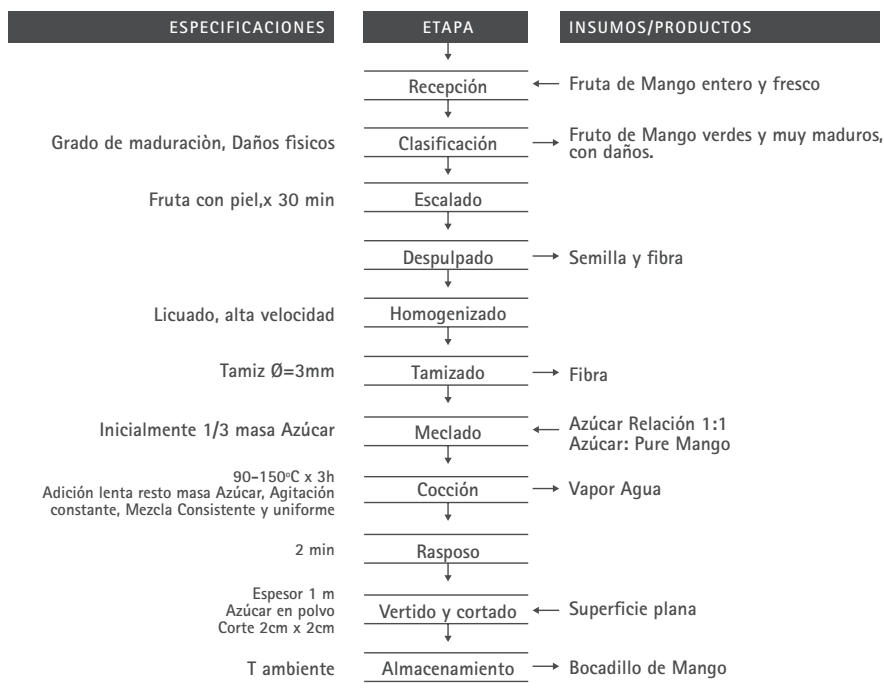 ESPECIFICACIONES ETAPA INSUMOS/PRODUCTOS
Recepción Fruta de Mango entero y fresco
Grado de maduraciòn, Daños fisicos Clasificación Fruto de Mango verdes y muy maduros,
con daños.
Fruta con piel,x 30 min Escalado
Despulpado Semilla y fibra
Licuado, alta velocidad Homogenizado
Tamiz Ø=3mm Tamizado Fibra
Inicialmente 1/3 masa Azúcar Meclado Azúcar Relación 1:1
Azúcar: Pure Mango
90-150ºC x 3h
Adición lenta resto masa Azúcar, Agitación
constante, Mezcla Consistente y uniforme
Cocción Vapor Agua
2 min Rasposo
Espesor 1 m
Azúcar en polvo
Corte 2cm x 2cm
Vertido y cortado Superficie plana
T ambiente Almacenamiento Bocadillo de Mango